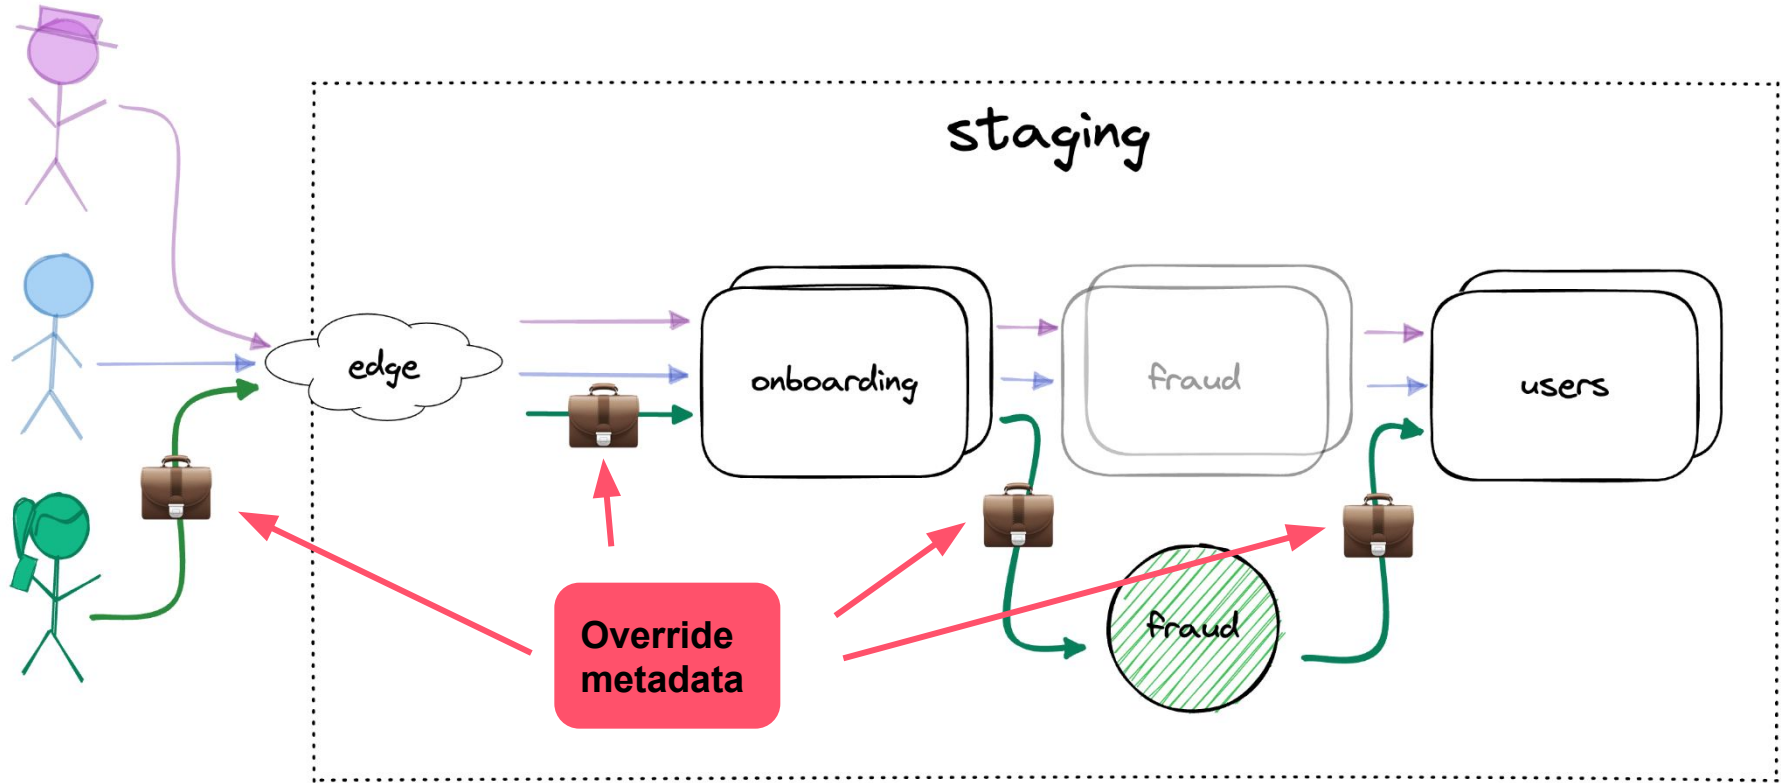 staging
edge
onboarding
fraud
users
fraud
Override
metadata